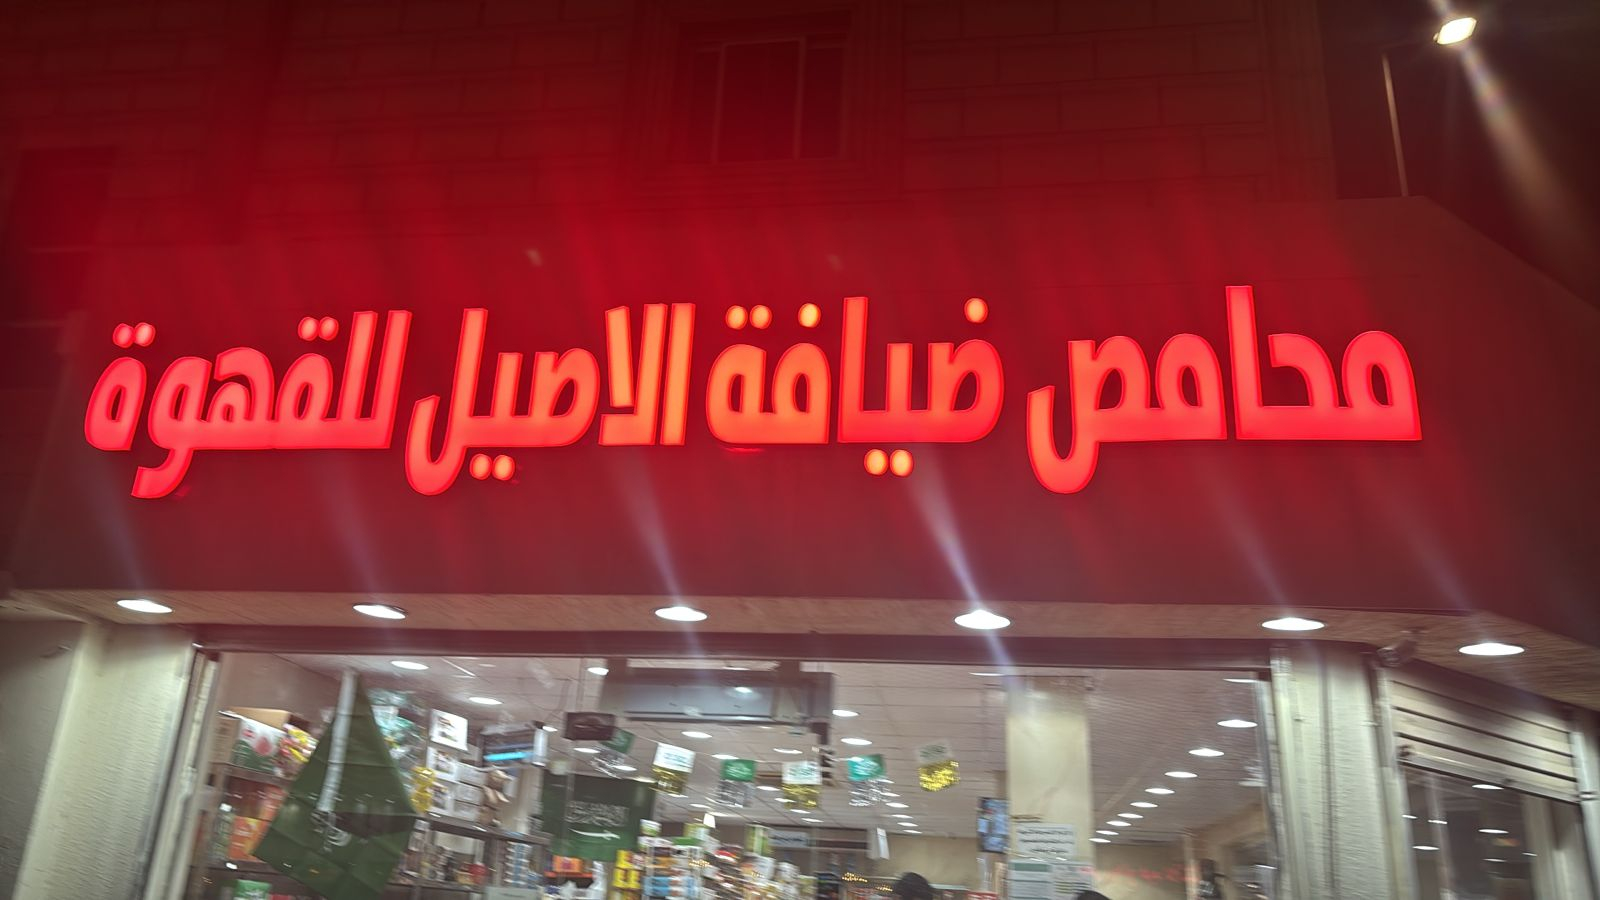 محامص ضيافة الاصيل للقهوة